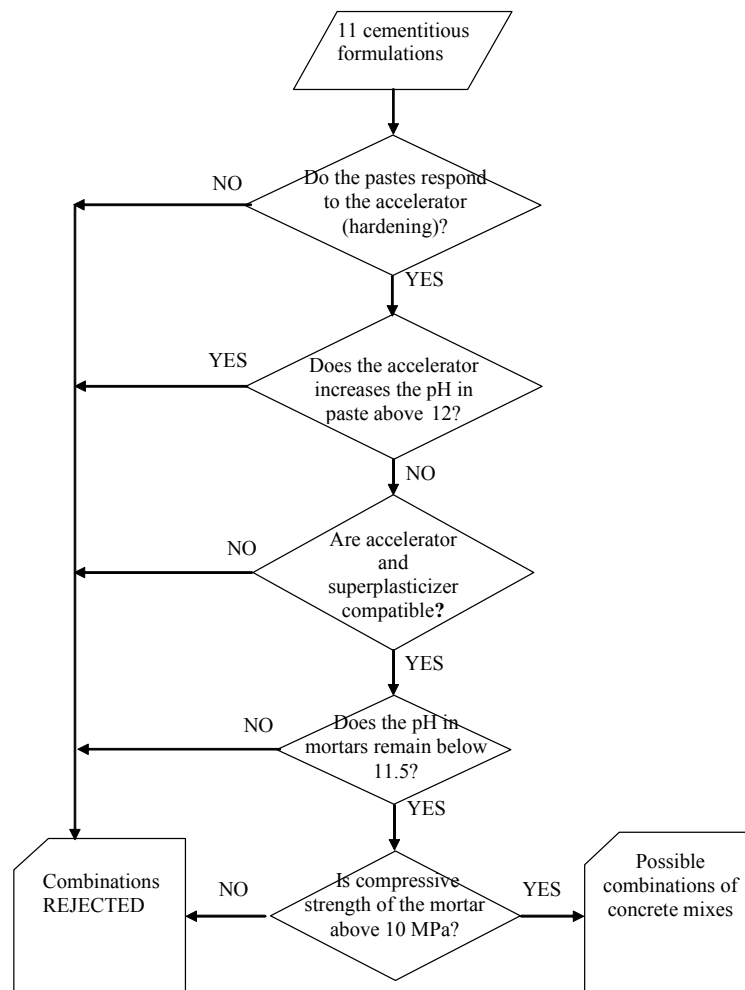 11 cementitious
formulations
NO
Do the pastes respond
to the accelerator
(hardening)?
YES
YES
Does the accelerator
increases the pH in
paste above 12?
NO
NO
Are accelerator
and
superplasticizer
compatible?
YES
NO
Does the pH in
mortars remain below
11.5?
YES
Combinations
REJECTED
NO
Is compressive
strength of the mortar
above 10 MPa?
YES
Possible
combinations of
concrete mixes